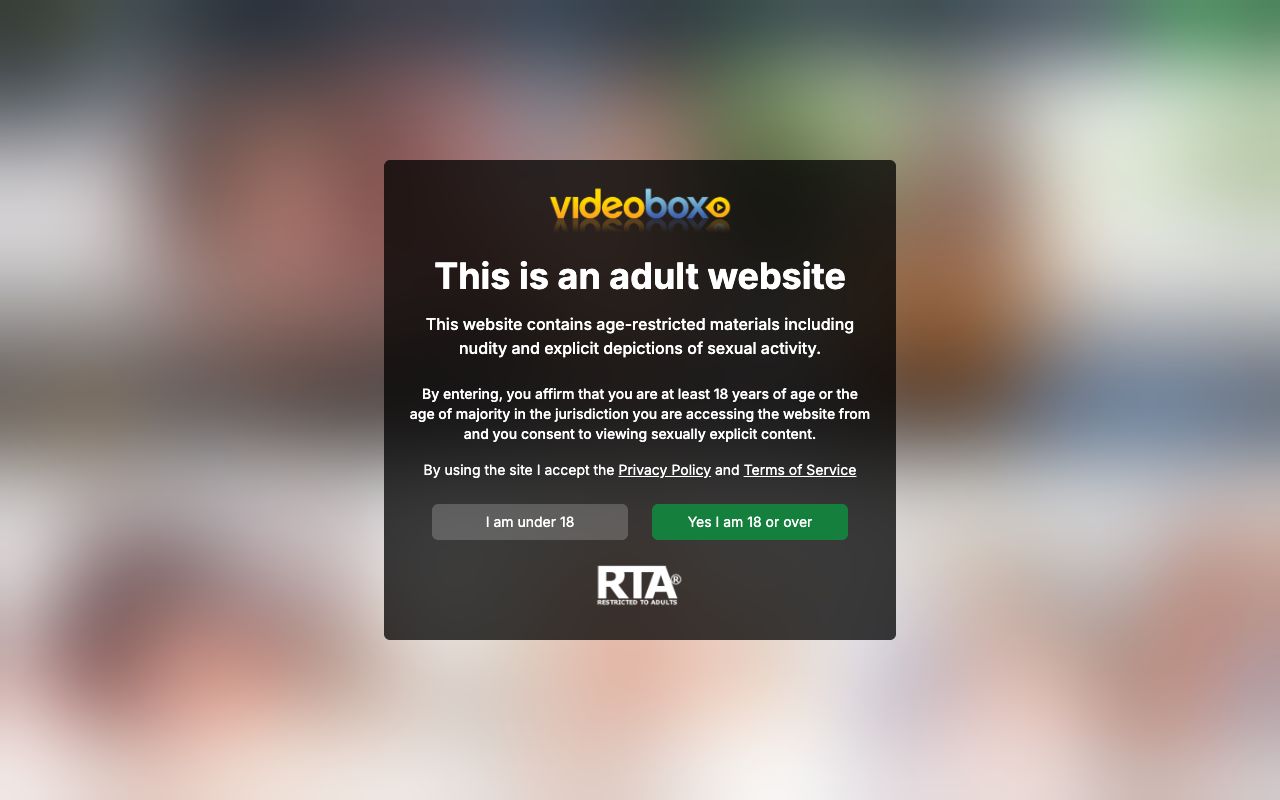 videobox
This is an adult website
This website contains age-restricted materials including
nudity and explicit depictions of sexual activity.
By entering, you affirm that you are at least 18 years of age or the
age of majority in the jurisdiction you are accessing the website from
and you consent to viewing sexually explicit content.
By using the site I accept the Privacy Policy and Terms of Service
I am under 18
Yes I am 18 or over
RTA®
RESTRICTED TO ADULTS